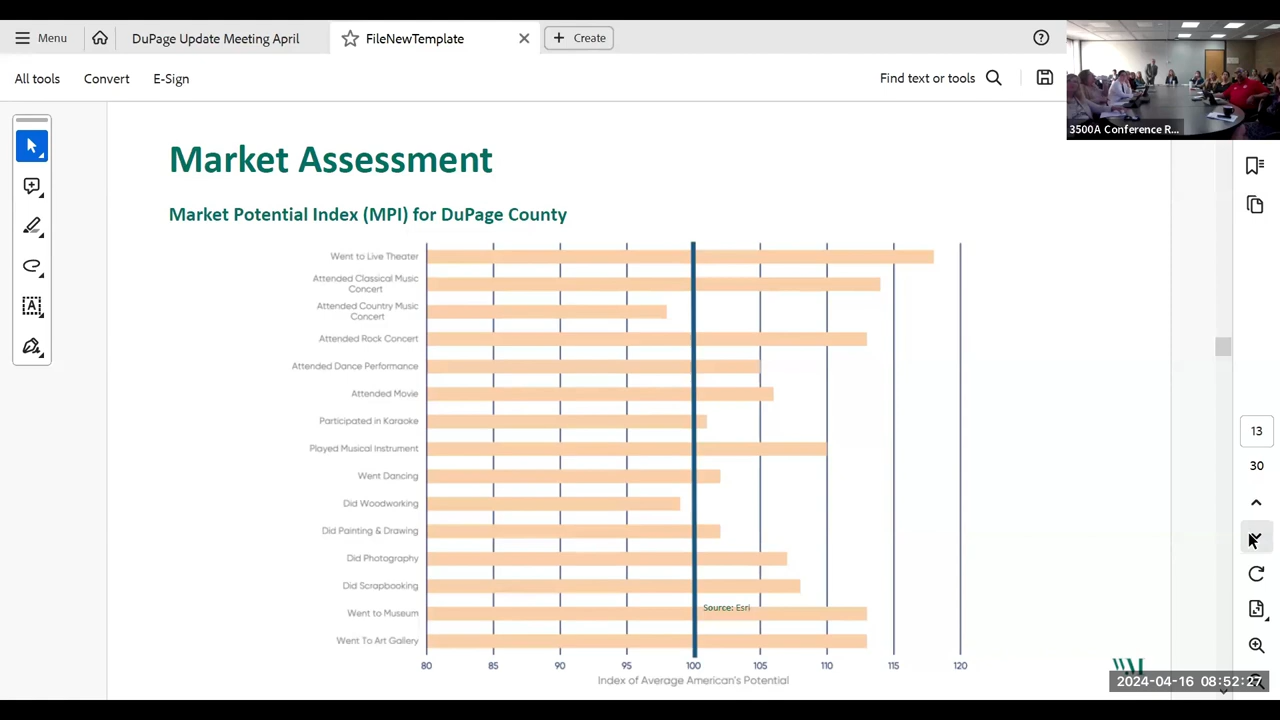 Menu
DuPage Update Meeting April
FileNewTemplate
Create
All tools
Convert
E-Sign
Find text or tools
3500A Conference R...
Market Assessment
Market Potential Index (MPI) for DuPage County
Went to Live Theater
Attended Classical Music
Concert
Attended Country Music
Concert
Attended Rock Concert
Attended Dance Performance
Attended Movie
Participated in Karaoke
Played Musical Instrument
Went Dancing
Did Woodworking
Did Painting & Drawing
Did Photography
Did Scrapbooking
Went to Museum
Went To Art Gallery
Source: Esri
80 85 90 95 100 105 110 115 120
Index of Average American's Potential
13
30
WM
2024-04-16 08:52:27